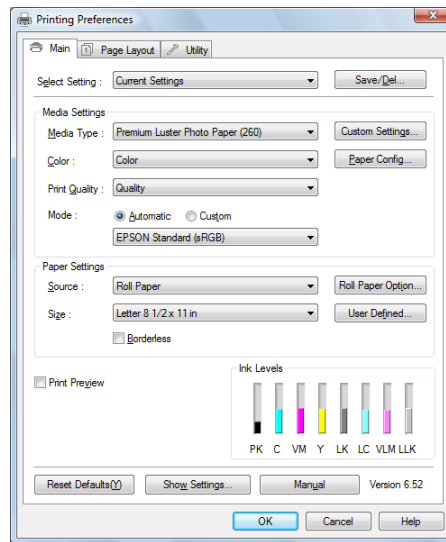 Printing Preferences
Main
Page Layout
Utility
Select Setting :
Current Settings
Save/Del...
Media Settings
Media Type :
Premium Luster Photo Paper (260)
Custom Settings...
Color :
Color
Paper Config...
Print Quality :
Quality
Mode :
Automatic
Custom
EPSON Standard (sRGB)
Paper Settings
Source :
Roll Paper
Roll Paper Option...
Size :
Letter 8 1/2 x 11 in
User Defined...
Borderless
Print Preview
Ink Levels
PK C VM Y LK LC VLM LLK
Reset Defaults(Y)
Show Settings...
Manual
Version 6.52
OK
Cancel
Help